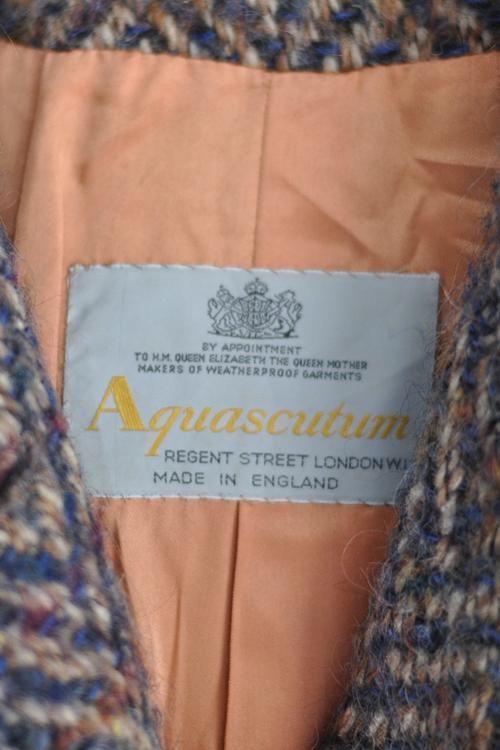 BY APPOINTMENT
TO H.M. QUEEN ELIZABETH THE QUEEN MOTHER
MAKERS OF WEATHERPROOF GARMENTS
Aquascutum
REGENT STREET LONDON W.1.
MADE IN ENGLAND